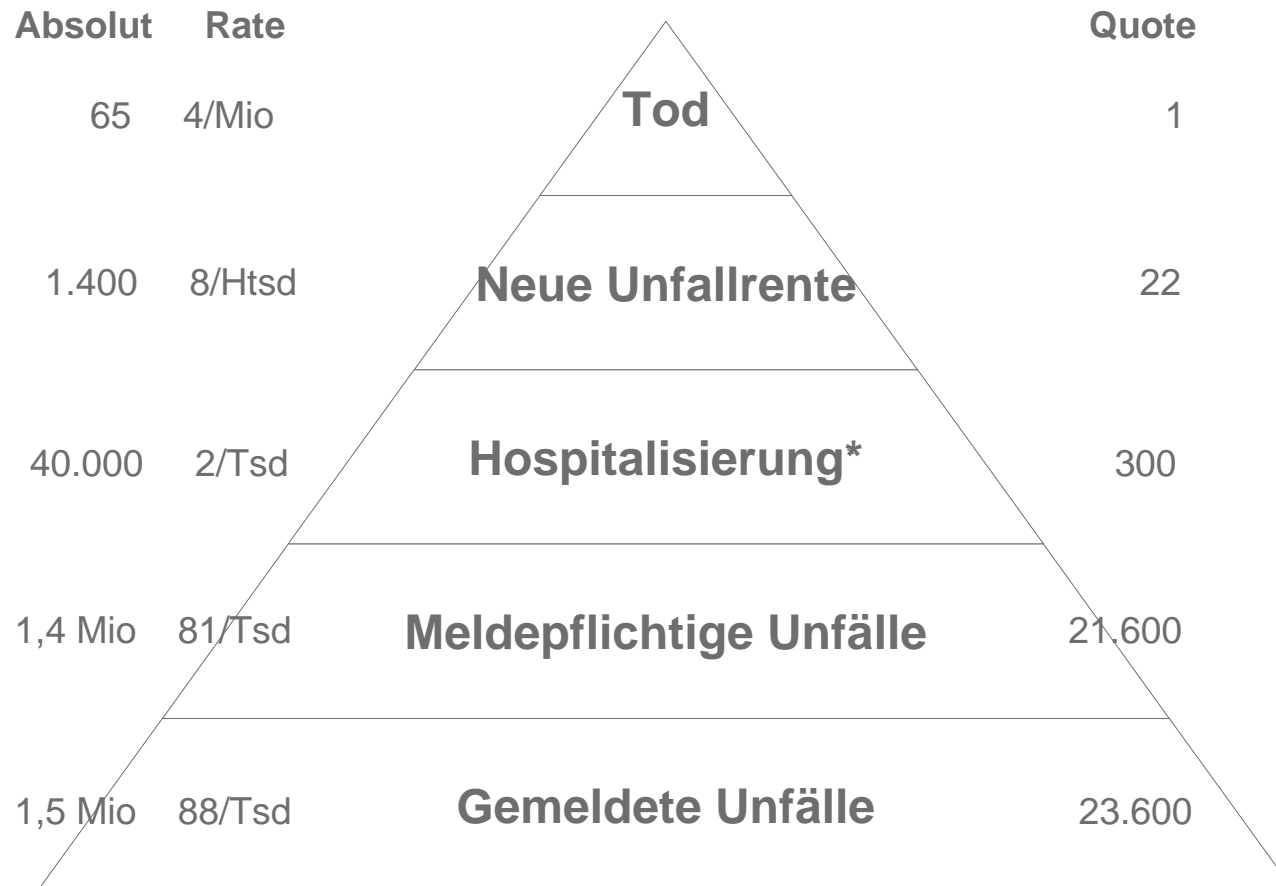 Absolut Rate Quote
65 4/Mio Tod 1
1.400 8/Htsd Neue Unfallrente 22
40.000 2/Tsd Hospitalisierung* 300
1,4 Mio 81/Tsd Meldepflichtige Unfälle 21.600
1,5 Mio 88/Tsd Gemeldete Unfälle 23.600